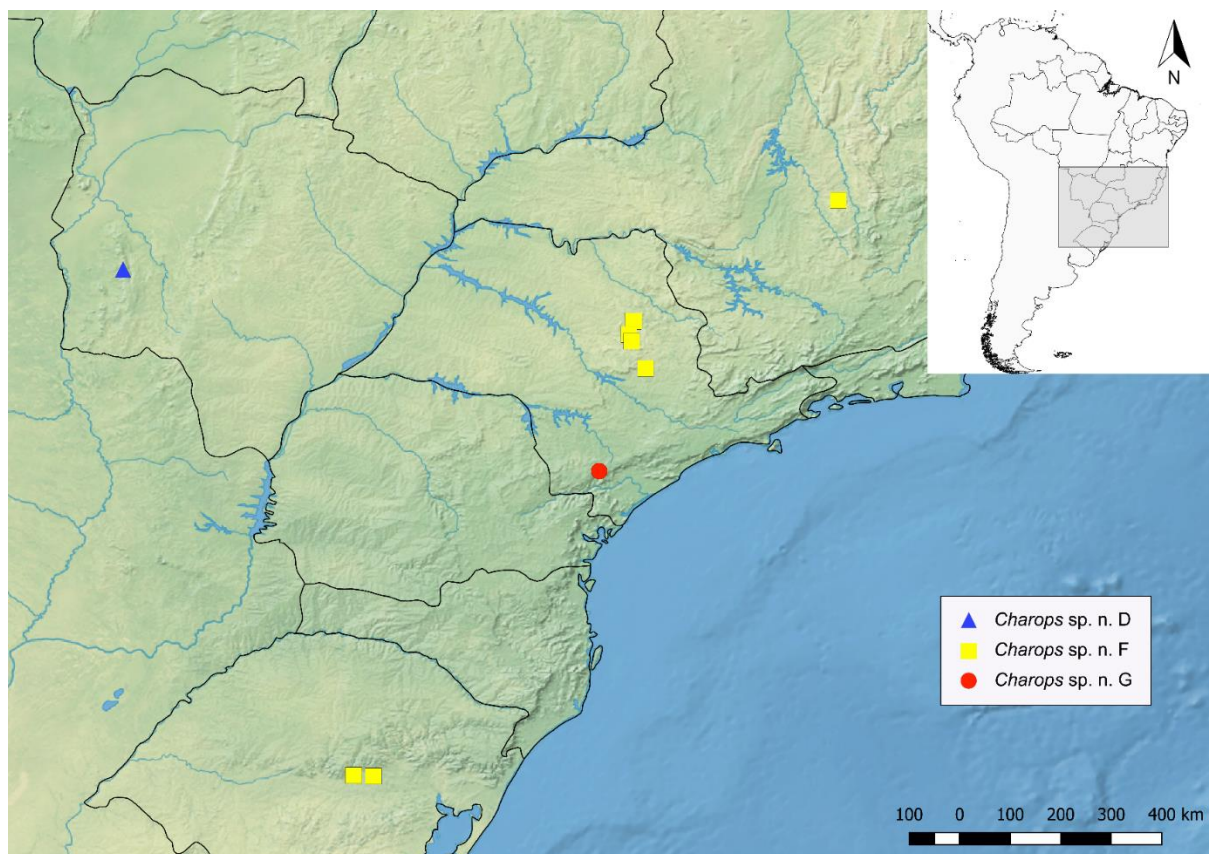 N
Charops sp. n. D
Charops sp. n. F
Charops sp. n. G
100 0 100 200 300 400 km